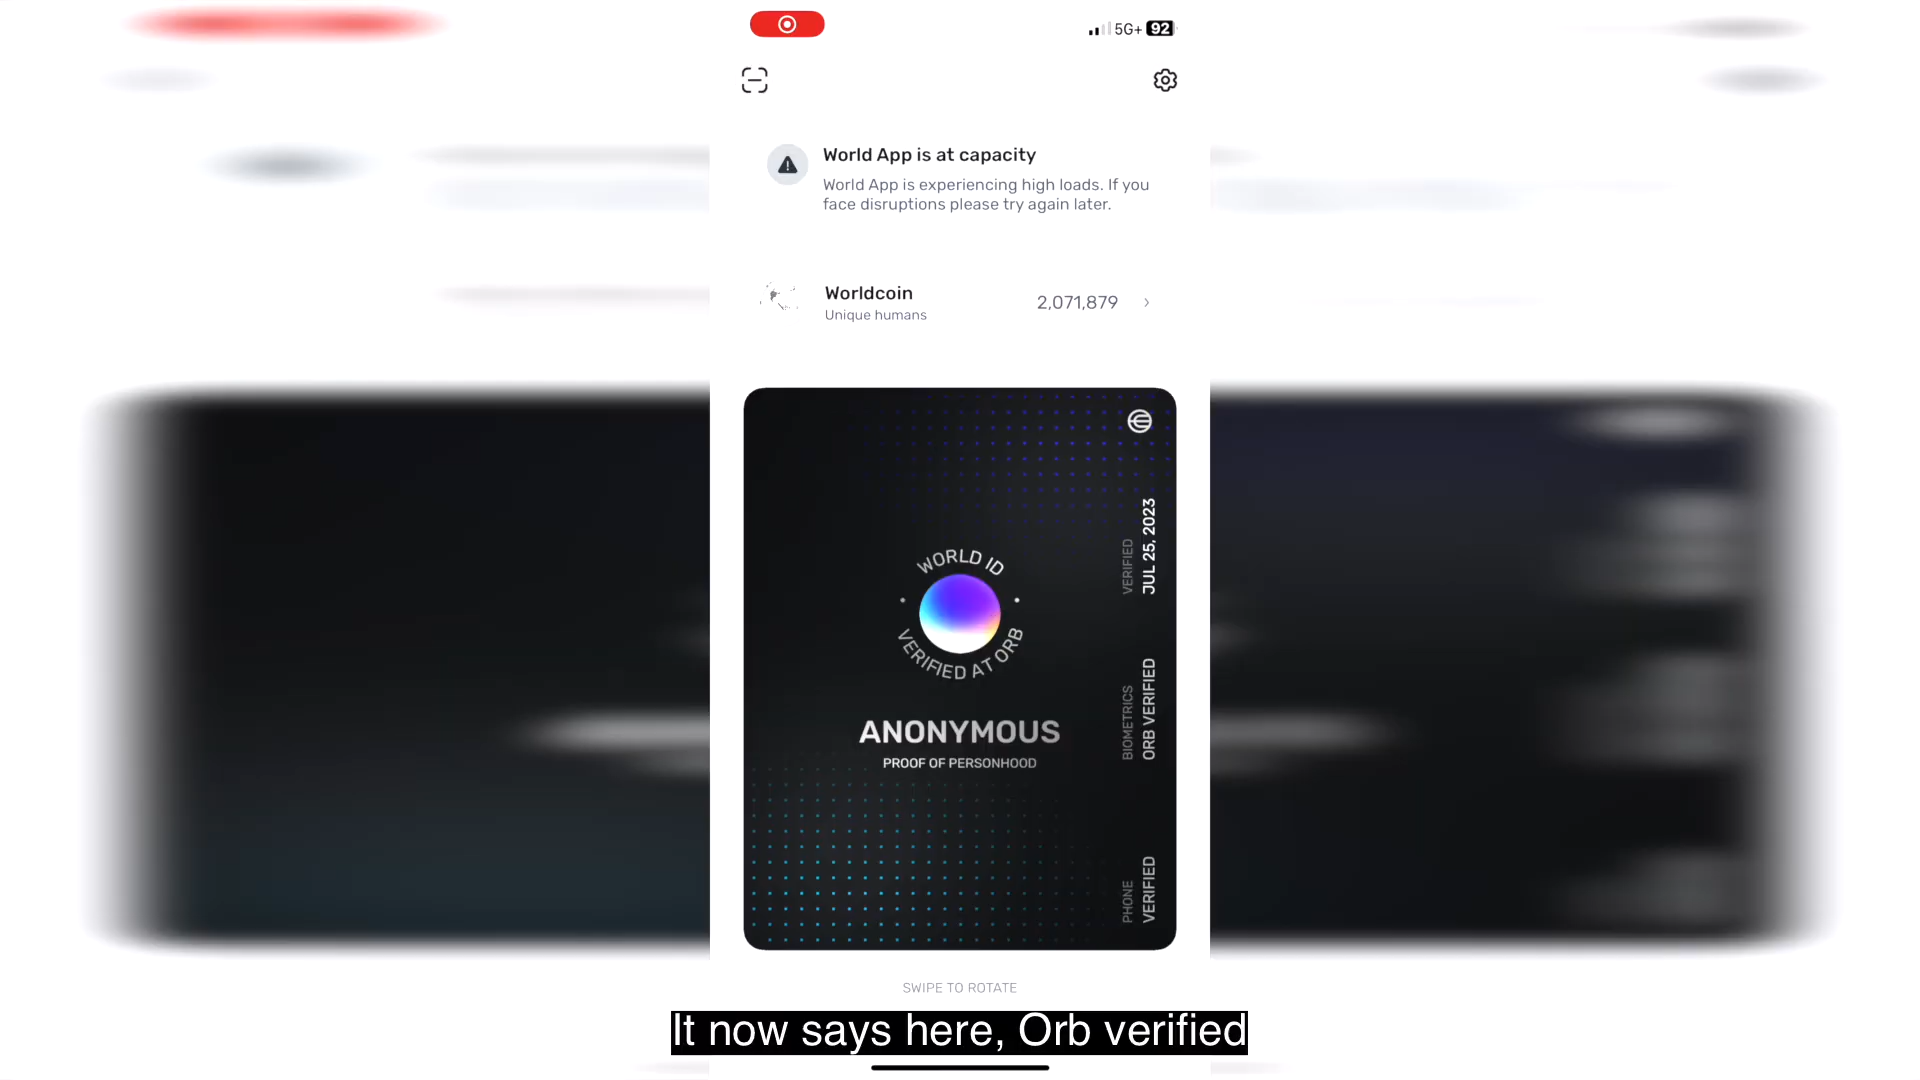 5G+ 92
World App is at capacity
World App is experiencing high loads. If you
face disruptions please try again later.
Worldcoin
Unique humans
2,071,879
VERIFIED
JUL 25, 2023
WORLD ID
VERIFIED AT ORB
BIOMETRICS
ORB VERIFIED
ANONYMOUS
PROOF OF PERSONHOOD
PHONE
VERIFIED
SWIPE TO ROTATE
It now says here, Orb verified